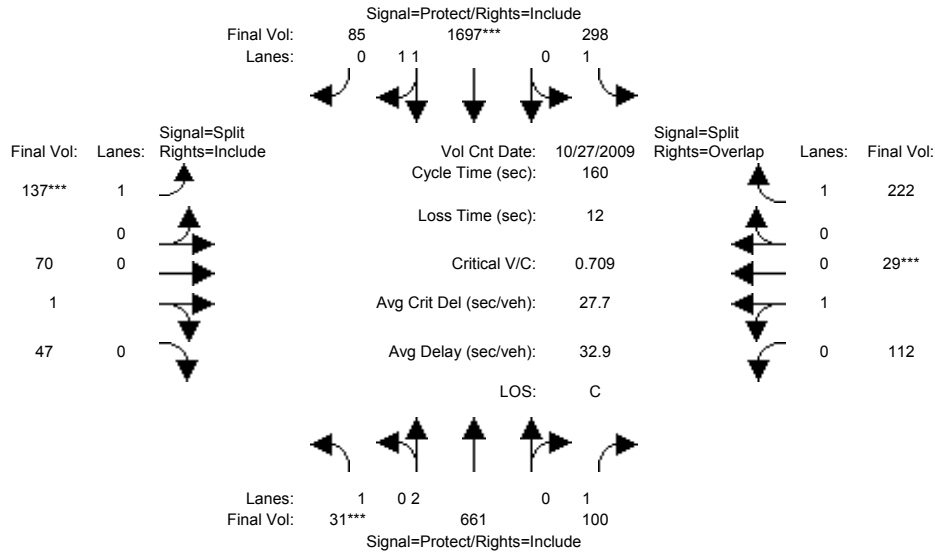 Signal=Protect/Rights=Include
Final Vol: 85 1697*** 298
Lanes: 0 1 1 0 1
Signal=Split Signal=Split
Final Vol: Lanes: Rights=Include Vol Cnt Date: 10/27/2009 Rights=Overlap Lanes: Final Vol:
Cycle Time (sec): 160
137*** 1 1 222
Loss Time (sec): 12
0 0
70 0 Critical V/C: 0.709 0 29***
1 Avg Crit Del (sec/veh): 27.7 1
47 0 Avg Delay (sec/veh): 32.9 0 112
LOS: C
Lanes: 1 0 2 0 1
Final Vol: 31*** 661 100
Signal=Protect/Rights=Include